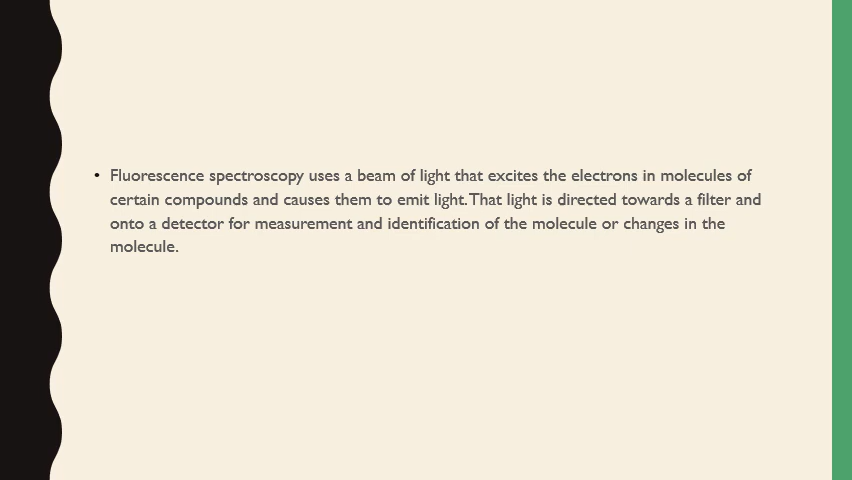 • Fluorescence spectroscopy uses a beam of light that excites the electrons in molecules of
certain compounds and causes them to emit light. That light is directed towards a filter and
onto a detector for measurement and identification of the molecule or changes in the
molecule.